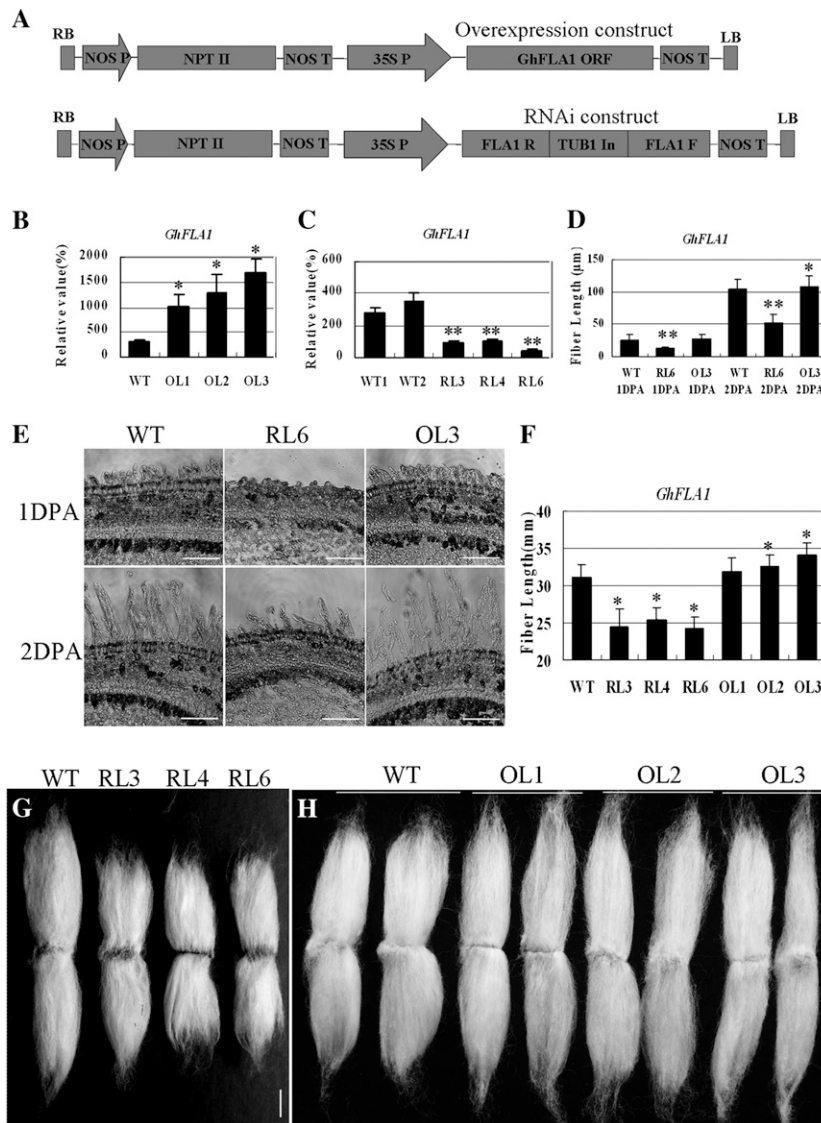 A
Overexpression construct
RB
LB
NOS P
NPT II
NOS T
35S P
GhFLA1 ORF
NOS T
RNAi construct
RB
LB
NOS P
NPT II
NOS T
35S P
FLA1 R
TUB1 In
FLA1 F
NOS T
B
GhFLA1
Relative value(%)
2000
1500
1000
500
0
*
*
*
WT OL1 OL2 OL3
C
GhFLA1
Relative value(%)
600
400
200
0
**
**
**
WT1 WT2 RL3 RL4 RL6
D
GhFLA1
Fiber Length (µm)
150
100
50
0
**
**
*
WT RL6 OL3 WT RL6 OL3
1DPA 1DPA 1DPA 2DPA 2DPA 2DPA
E
WT RL6 OL3
1DPA
2DPA
F
GhFLA1
Fiber Length(mm)
40
35
30
25
20
*
*
*
*
*
WT RL3 RL4 RL6 OL1 OL2 OL3
WT RL3 RL4 RL6
G
WT OL1 OL2 OL3
H